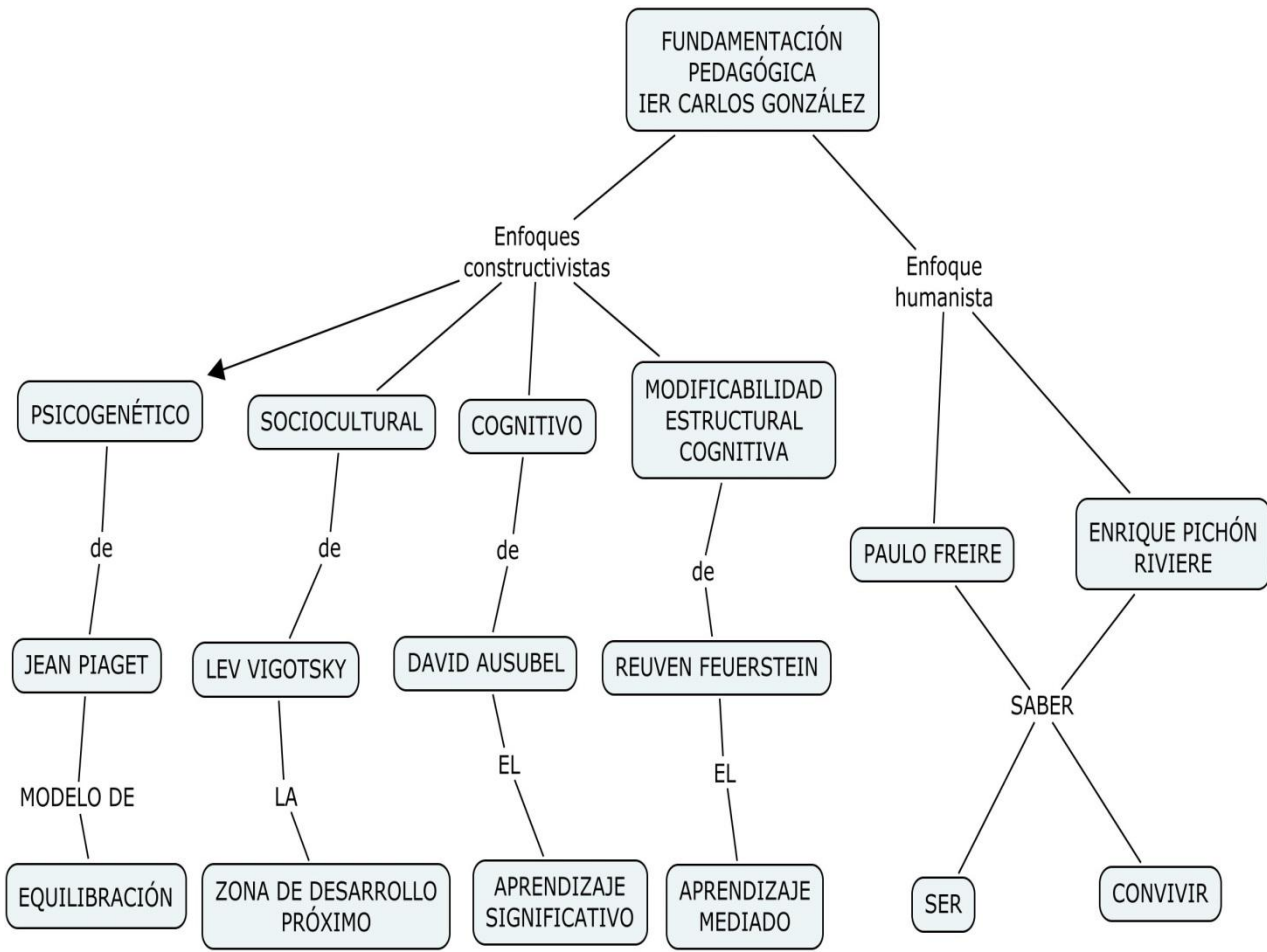 FUNDAMENTACIÓN
PEDAGÓGICA
IER CARLOS GONZÁLEZ
Enfoques
constructivistas
Enfoque
humanista
PSICOGENÉTICO
SOCIOCULTURAL
COGNITIVO
MODIFICABILIDAD
ESTRUCTURAL
COGNITIVA
PAULO FREIRE
ENRIQUE PICHÓN
RIVIERE
de
de
de
de
JEAN PIAGET
LEV VIGOTSKY
DAVID AUSUBEL
REUVEN FEUERSTEIN
SABER
MODELO DE
LA
EL
EL
EQUILIBRACIÓN
ZONA DE DESARROLLO
PRÓXIMO
APRENDIZAJE
SIGNIFICATIVO
APRENDIZAJE
MEDIADO
SER
CONVIVIR